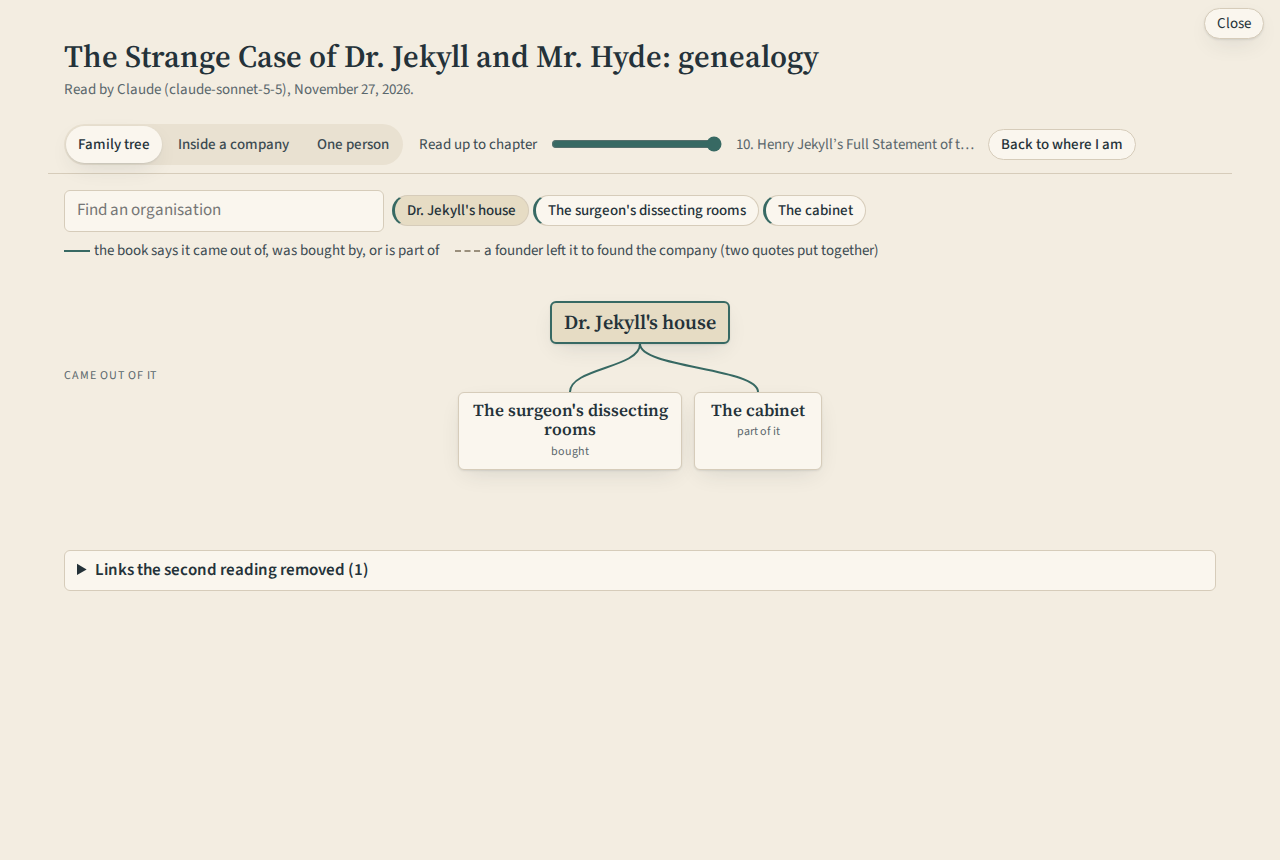 Close
The Strange Case of Dr. Jekyll and Mr. Hyde: genealogy
Read by Claude (claude-sonnet-5-5), November 27, 2026.
Family tree
Inside a company
One person
Read up to chapter
10. Henry Jekyll’s Full Statement of t…
Back to where I am
Find an organisation
Dr. Jekyll's house
The surgeon's dissecting rooms
The cabinet
the book says it came out of, was bought by, or is part of
a founder left it to found the company (two quotes put together)
Dr. Jekyll's house
CAME OUT OF IT
The surgeon's dissecting
rooms
bought
The cabinet
part of it
Links the second reading removed (1)